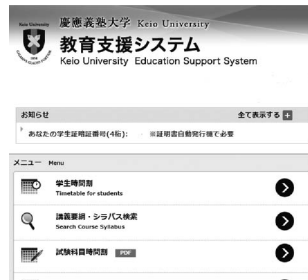 慶應義塾大学 Keio University
教育支援システム
Keio University Education Support System
お知らせ 全て表示する
あなたの学生証暗証番号(4桁): ※証明書自動発行機で必要
メニュー Menu
学生時間割
Timetable for students
講義要綱・シラバス検索
Search Course Syllabus
試験科目時間割 PDF